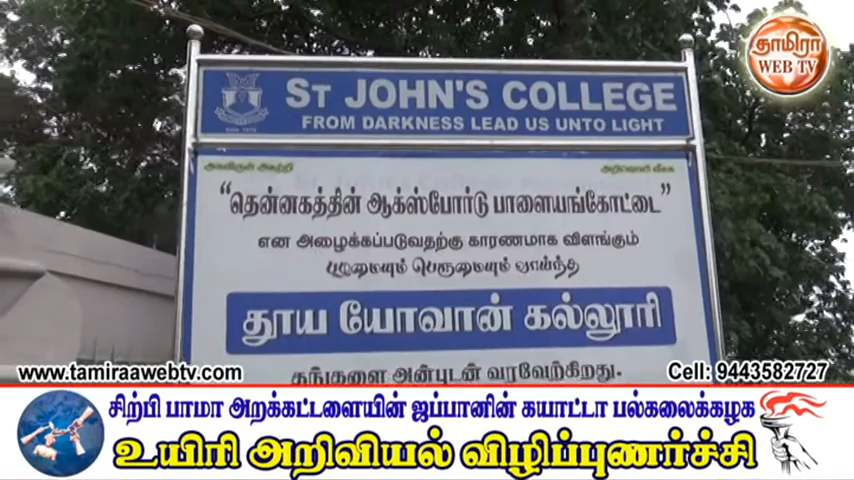 தாமிரா
WEB TV
ST JOHN'S COLLEGE
FROM DARKNESS LEAD US UNTO LIGHT
அகவிருள் அகற்றி
"தென்னகத்தின் ஆக்ஸ்போர்டு பாளையங்கோட்டை"
என அழைக்கப்படுவதற்கு காரணமாக விளங்கும்
பழமையும் பெருமையும் வாய்ந்த
தூய யோவான் கல்லூரி
தங்களை அன்புடன் வரவேற்கிறது.
www.tamiraawebtv.com
Cell: 9443582727
சிற்பி பாமா அறக்கட்டளையின் ஜப்பானின் கயாட்டா பல்கலைக்கழக
உயிரி அறிவியல் விழிப்புணர்ச்சி